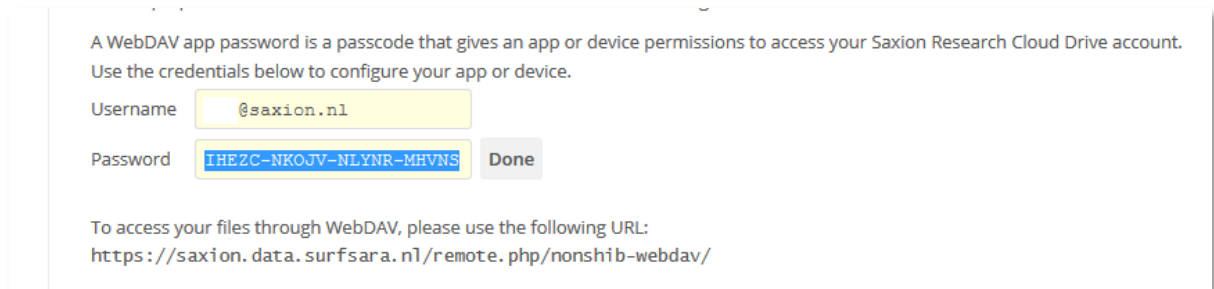 A WebDAV app password is a passcode that gives an app or device permissions to access your Saxion Research Cloud Drive account.
Use the credentials below to configure your app or device.
Username @saxion.nl
Password IHEZC-NKOJV-NLYNR-MHVNS Done
To access your files through WebDAV, please use the following URL:
https://saxion.data.surfsara.nl/remote.php/nonshib-webdav/